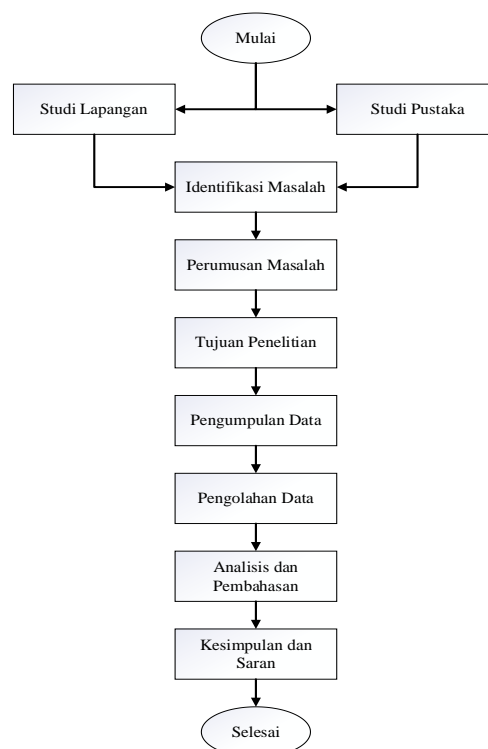 Mulai
Studi Lapangan
Studi Pustaka
Identifikasi Masalah
Perumusan Masalah
Tujuan Penelitian
Pengumpulan Data
Pengolahan Data
Analisis dan
Pembahasan
Kesimpulan dan
Saran
Selesai